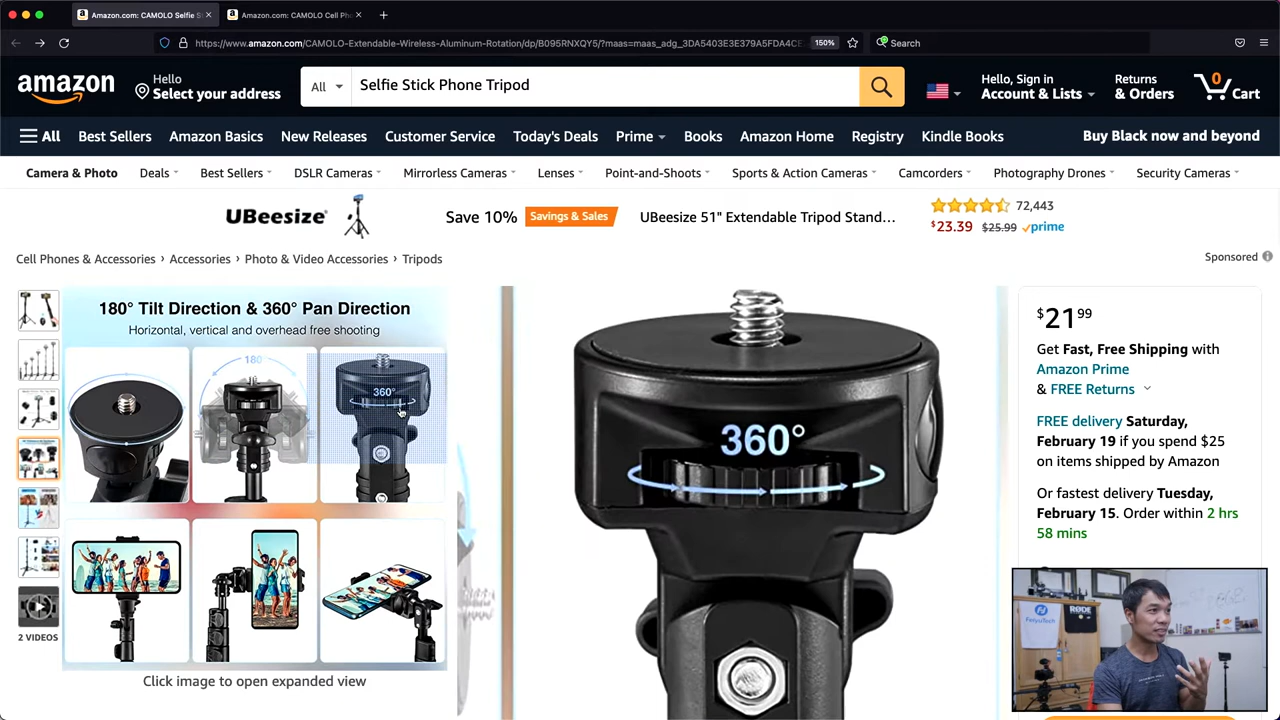 Amazon.com: CAMOLO Selfie S
Amazon.com: CAMOLO Cell Ph
https://www.amazon.com/CAMOLO-Extendable-Wireless-Aluminum-Rotation/dp/B095RNXQY5/?maas=maas_adg_3DA5403E3E379A5FDA4CE
150%
Search
amazon
Hello
Select your address
All
Selfie Stick Phone Tripod
Hello, Sign in
Account & Lists
Returns
& Orders
0
Cart
All
Best Sellers
Amazon Basics
New Releases
Customer Service
Today's Deals
Prime
Books
Amazon Home
Registry
Kindle Books
Buy Black now and beyond
Camera & Photo
Deals
Best Sellers
DSLR Cameras
Mirrorless Cameras
Lenses
Point-and-Shoots
Sports & Action Cameras
Camcorders
Photography Drones
Security Cameras
UBeesize
Save 10%
Savings & Sales
UBeesize 51" Extendable Tripod Stand...
72,443
$23.39 $25.99 prime
Cell Phones & Accessories › Accessories › Photo & Video Accessories › Tripods
Sponsored
180° Tilt Direction & 360° Pan Direction
Horizontal, vertical and overhead free shooting
180
360°
2 VIDEOS
Click image to open expanded view
360°
$21 99
Get Fast, Free Shipping with
Amazon Prime
& FREE Returns
FREE delivery Saturday,
February 19 if you spend $25
on items shipped by Amazon
Or fastest delivery Tuesday,
February 15. Order within 2 hrs
58 mins
FeiyuTech
RØDE